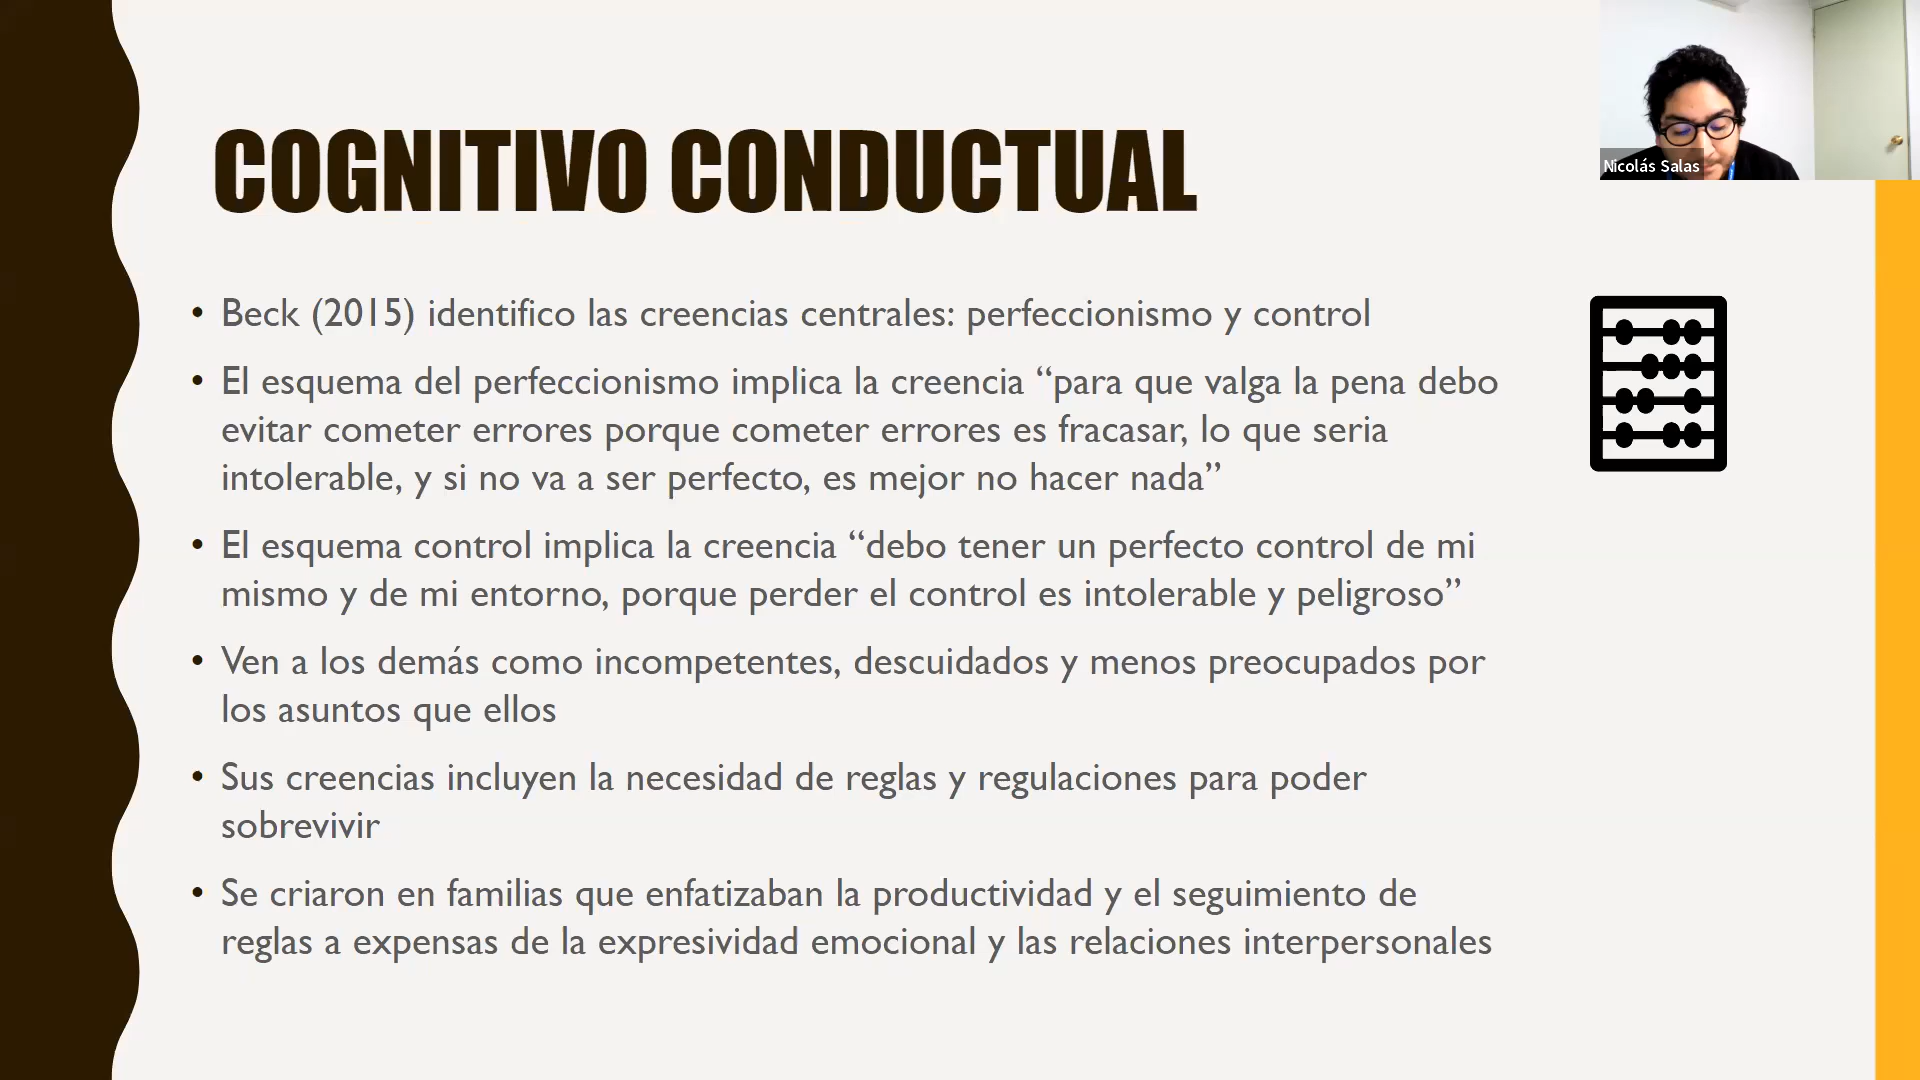 COGNITIVO CONDUCTUAL
Nicolás Salas
• Beck (2015) identifico las creencias centrales: perfeccionismo y control
• El esquema del perfeccionismo implica la creencia “para que valga la pena debo
evitar cometer errores porque cometer errores es fracasar, lo que seria
intolerable, y si no va a ser perfecto, es mejor no hacer nada”
• El esquema control implica la creencia “debo tener un perfecto control de mi
mismo y de mi entorno, porque perder el control es intolerable y peligroso”
• Ven a los demás como incompetentes, descuidados y menos preocupados por
los asuntos que ellos
• Sus creencias incluyen la necesidad de reglas y regulaciones para poder
sobrevivir
• Se criaron en familias que enfatizaban la productividad y el seguimiento de
reglas a expensas de la expresividad emocional y las relaciones interpersonales